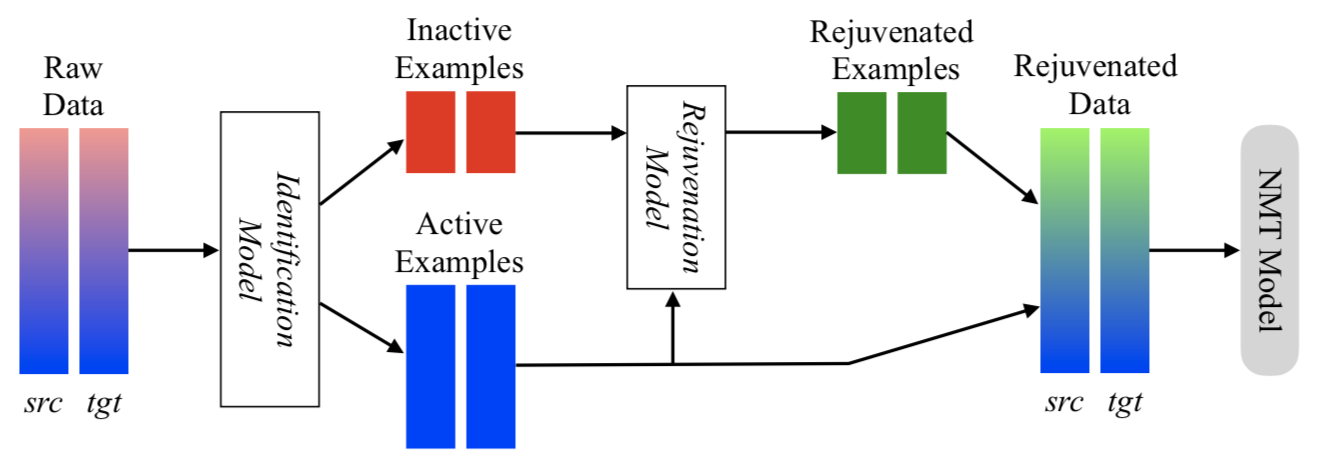 Raw
Data
src tgt
Identification
Model
Inactive
Examples
Active
Examples
Rejuvenation
Model
Rejuvenated
Examples
Rejuvenated
Data
src tgt
NMT Model